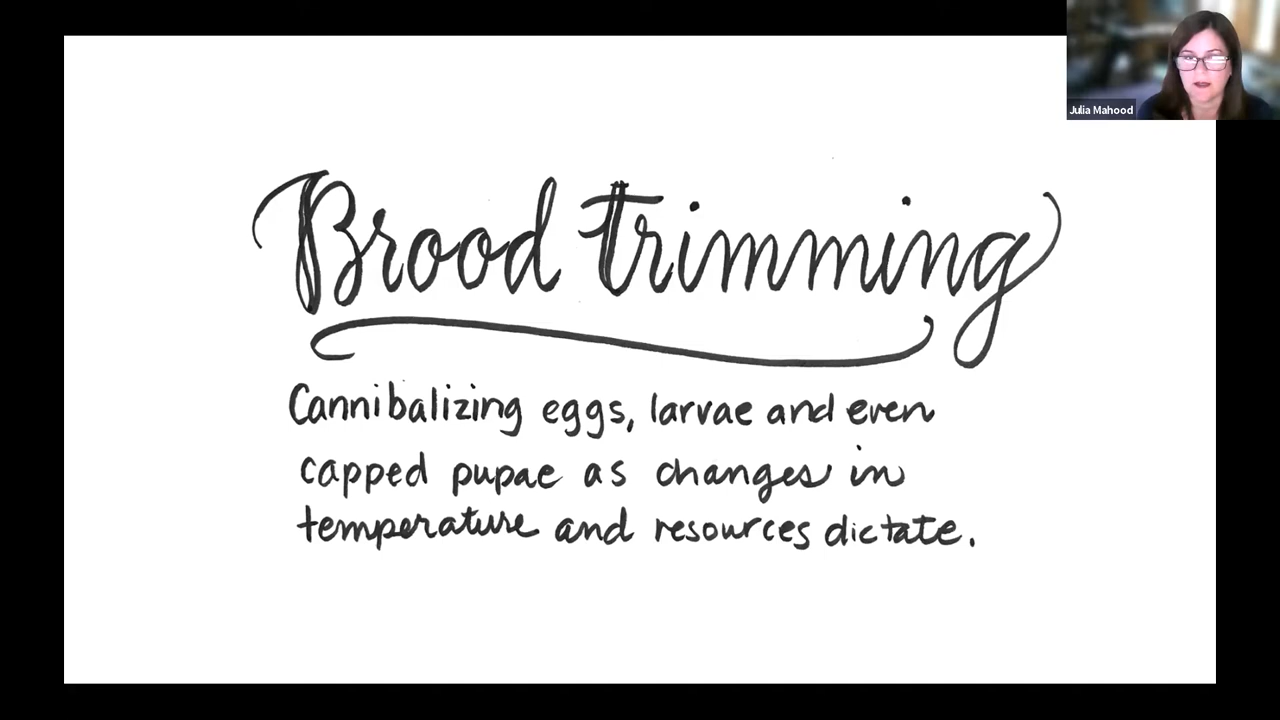 Julia Mahood
Brood trimming
Cannibalizing eggs, larvae and even
capped pupae as changes in
temperature and resources dictate.